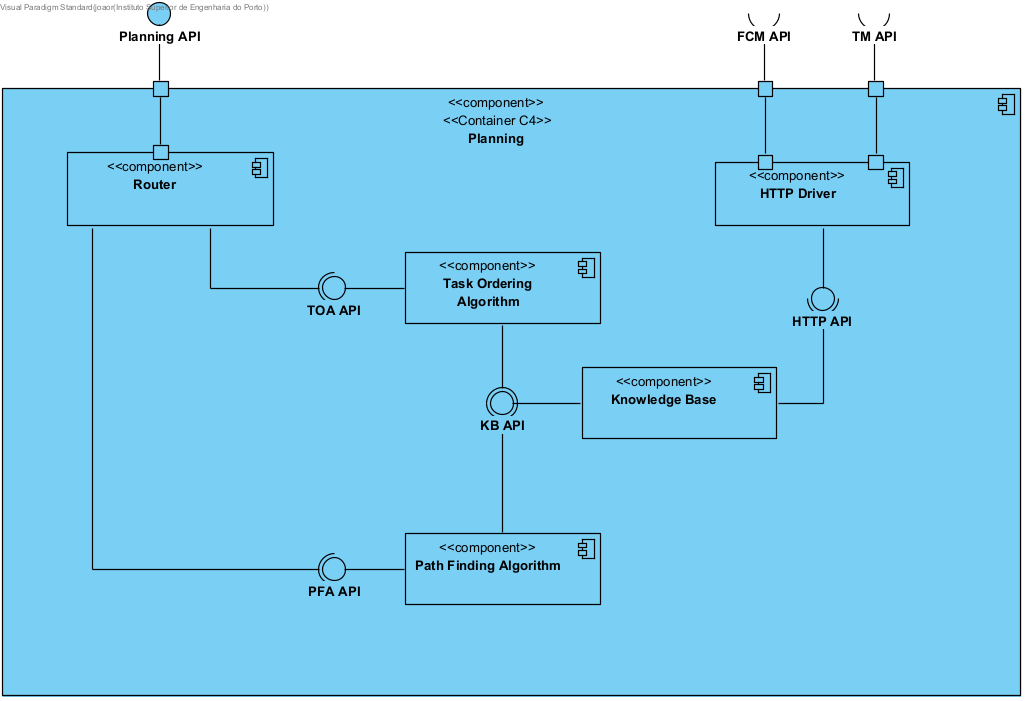 Visual Paradigm Standard(joaor(Instituto Superior de Engenharia do Porto))
Planning API
FCM API
TM API
<<component>>
<<Container C4>>
Planning
<<component>>
Router
<<component>>
HTTP Driver
<<component>>
Task Ordering
Algorithm
TOA API
HTTP API
<<component>>
Knowledge Base
KB API
<<component>>
Path Finding Algorithm
PFA API